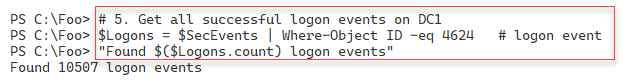 PS C:\Foo> # 5. Get all successful logon events on DC1
PS C:\Foo> $Logons = $SecEvents | Where-Object ID -eq 4624   # logon event
PS C:\Foo> "Found $($Logons.count) logon events"
Found 10507 logon events